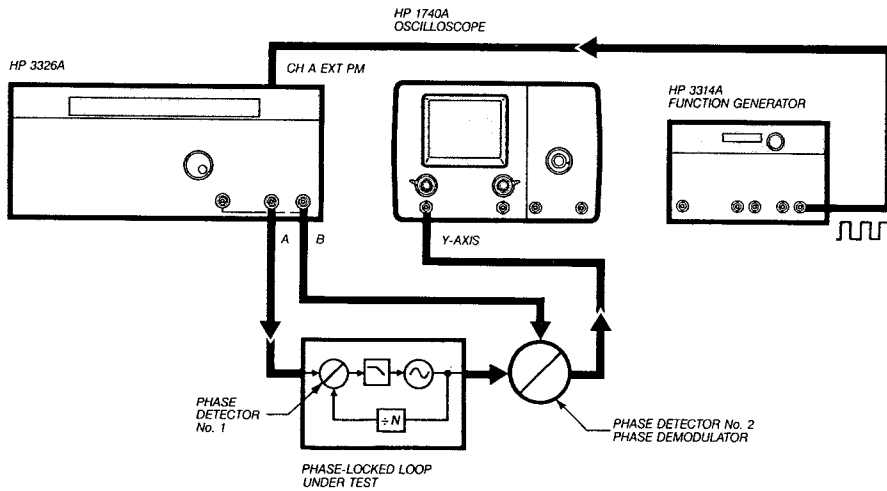 HP 1740A
OSCILLOSCOPE
HP 3326A
CH A EXT PM
HP 3314A
FUNCTION GENERATOR
A
B
Y-AXIS
PHASE
DETECTOR
No. 1
÷N
PHASE DETECTOR No. 2
PHASE DEMODULATOR
PHASE-LOCKED LOOP
UNDER TEST